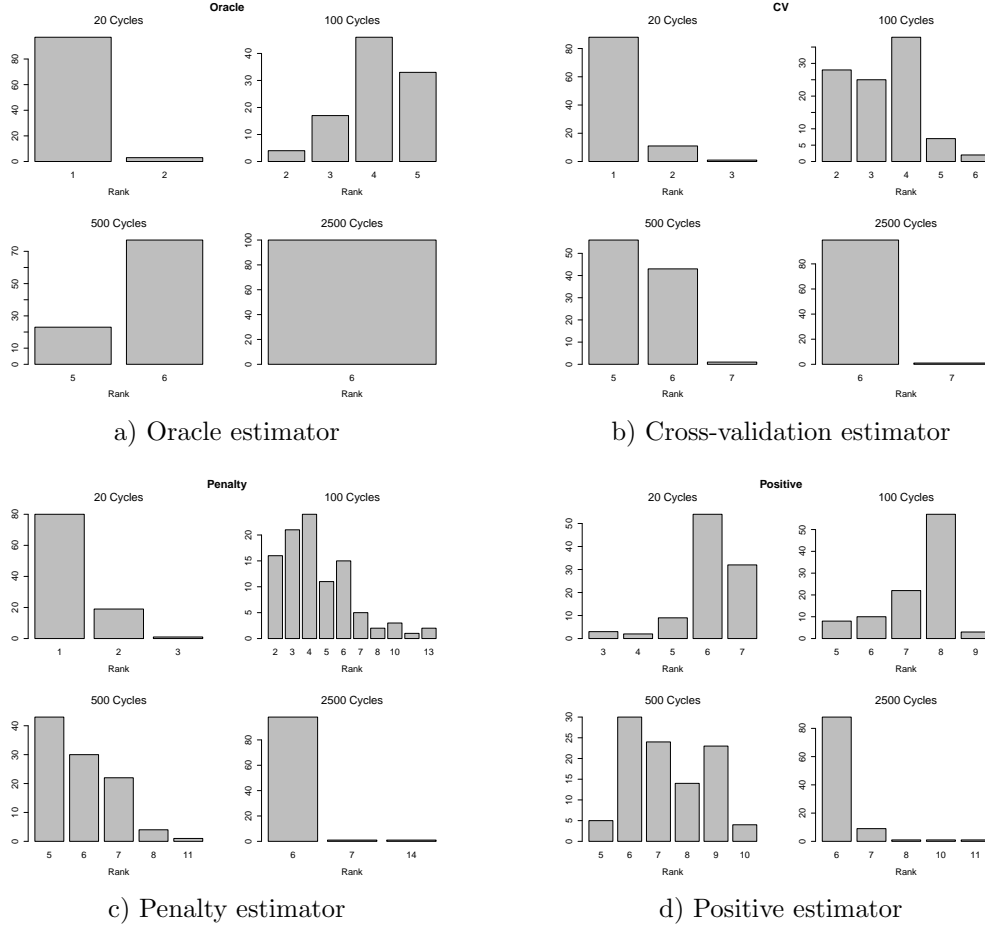 Oracle
20 Cycles
0 20 40 60 80
1 2
Rank
100 Cycles
0 10 20 30 40
2 3 4 5
Rank
500 Cycles
0 10 30 50 70
5 6
Rank
2500 Cycles
0 20 40 60 80 100
6
Rank
a) Oracle estimator
CV
20 Cycles
0 20 40 60 80
1 2 3
Rank
100 Cycles
0 5 10 20 30
2 3 4 5 6
Rank
500 Cycles
0 10 20 30 40 50
5 6 7
Rank
2500 Cycles
0 20 40 60 80
6 7
Rank
b) Cross-validation estimator
Penalty
20 Cycles
0 20 40 60 80
1 2 3
Rank
100 Cycles
0 5 10 15 20
2 3 4 5 6 7 8 10 13
Rank
500 Cycles
0 10 20 30 40
5 6 7 8 11
Rank
2500 Cycles
0 20 40 60 80
6 7 14
Rank
c) Penalty estimator
Positive
20 Cycles
0 10 20 30 40 50
3 4 5 6 7
Rank
100 Cycles
0 10 20 30 40 50
5 6 7 8 9
Rank
500 Cycles
0 5 10 15 20 25 30
5 6 7 8 9 10
Rank
2500 Cycles
0 20 40 60 80
6 7 8 10 11
Rank
d) Positive estimator